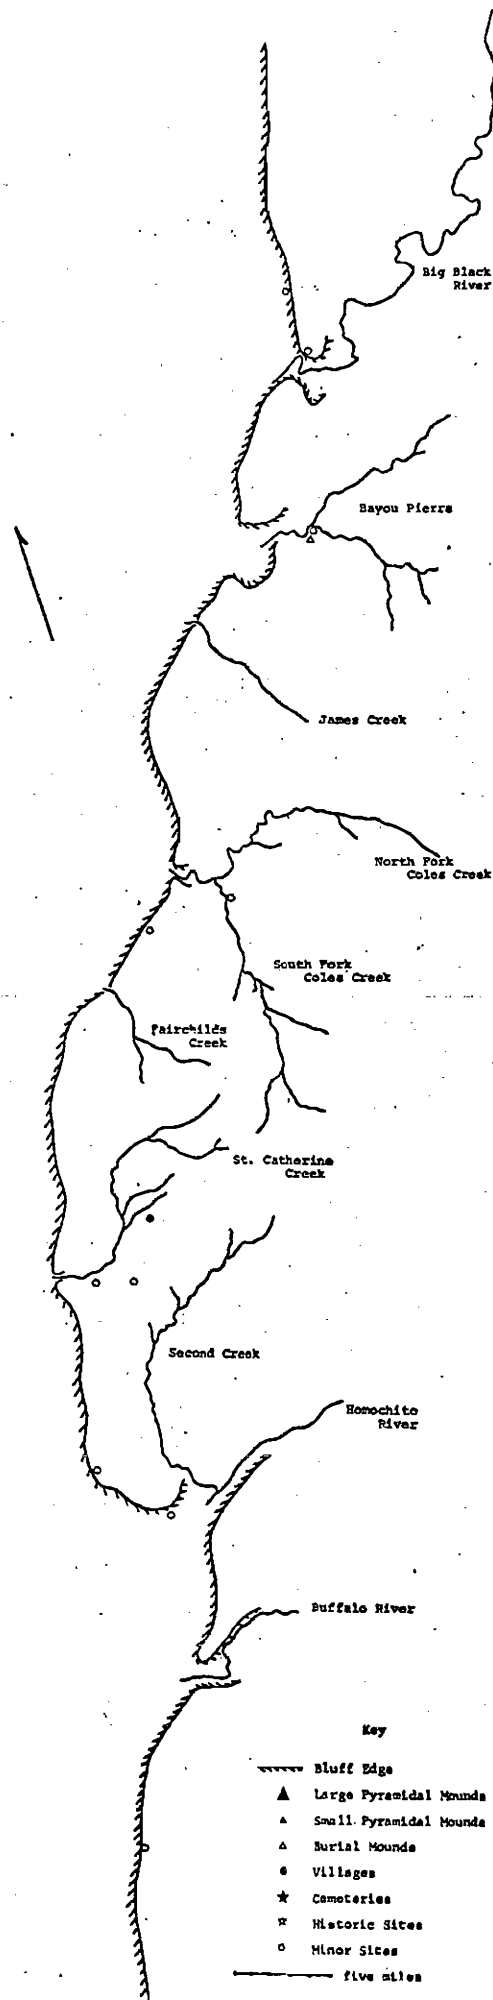 Big Black
River
Bayou Pierre
James Creek
North Fork
Coles Creek
South Fork
Coles Creek
Fairchilds
Creek
St. Catherine
Creek
Second Creek
Homochito
River
Buffalo River
Key
Bluff Edge
Large Pyramidal Mounds
Small Pyramidal Mounds
Burial Mounds
Villages
Cemeteries
Historic Sites
Minor Sites
five miles